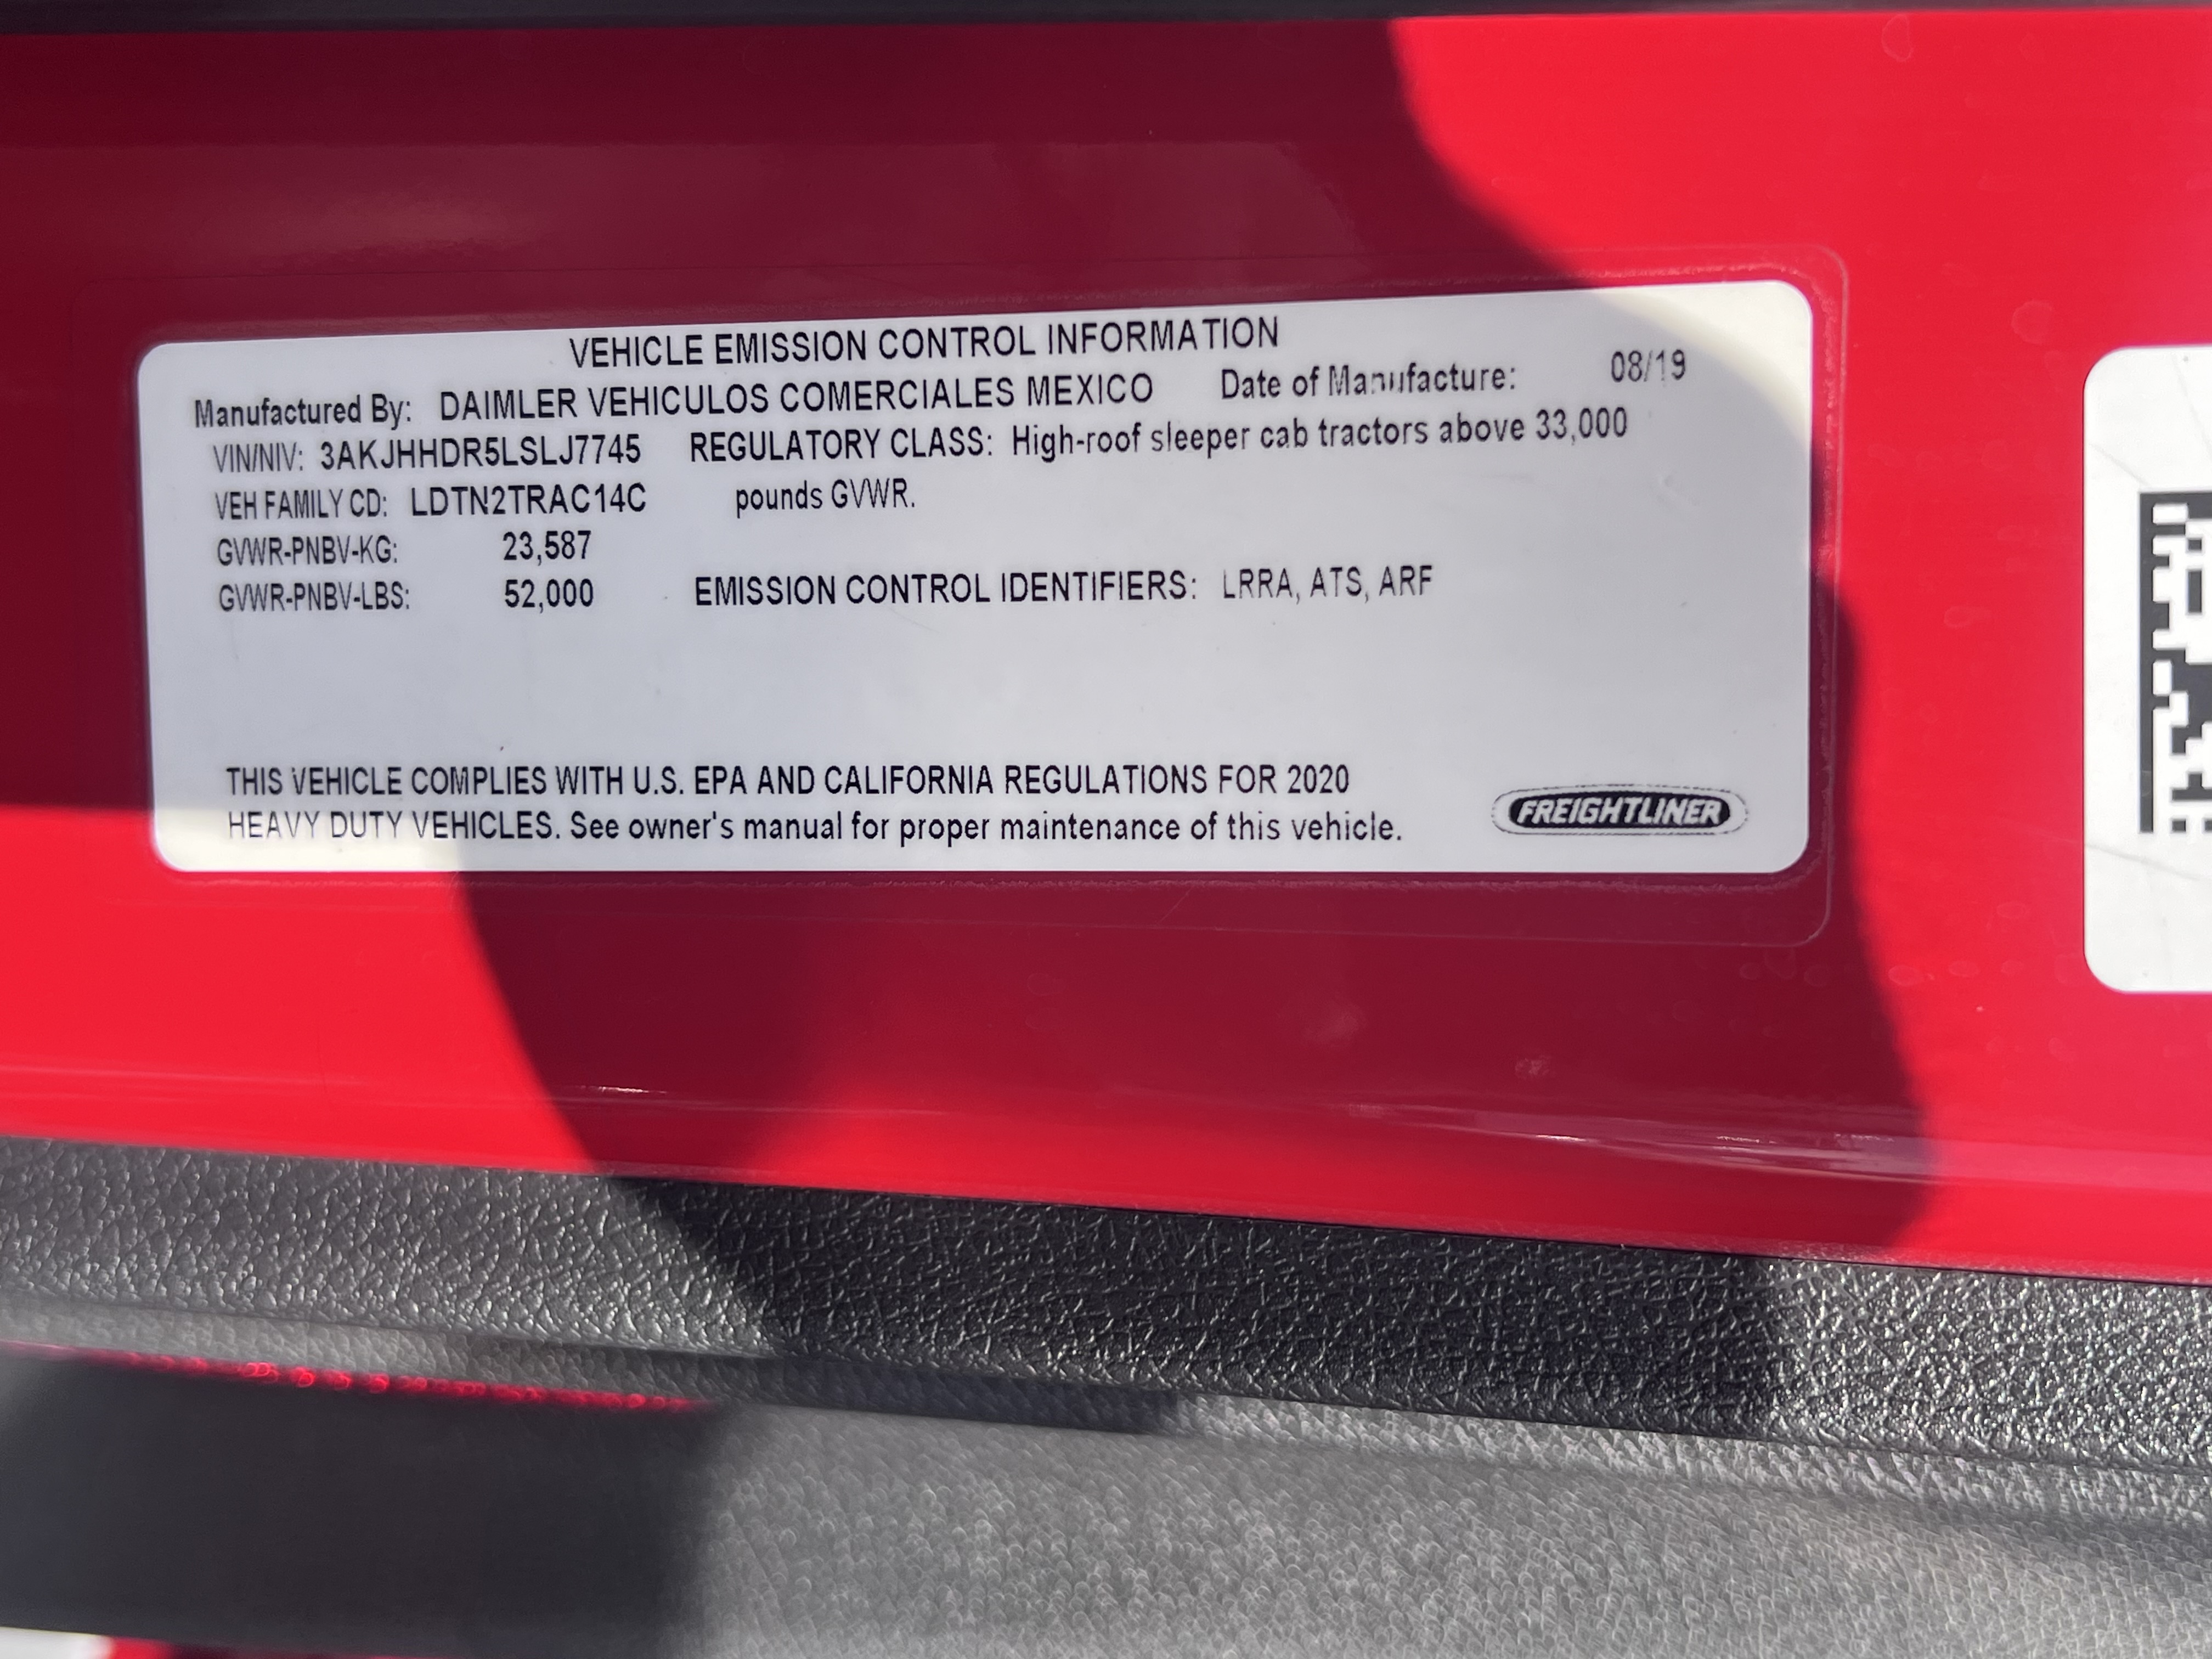 VEHICLE EMISSION CONTROL INFORMATION
Manufactured By: DAIMLER VEHICULOS COMERCIALES MEXICO Date of Manufacture: 08/19
VIN/NIV: 3AKJHHDR5LSLJ7745 REGULATORY CLASS: High-roof sleeper cab tractors above 33,000
VEH FAMILY CD: LDTN2TRAC14C pounds GVWR.
GVWR-PNBV-KG: 23,587
GVWR-PNBV-LBS: 52,000 EMISSION CONTROL IDENTIFIERS: LRRA, ATS, ARF
THIS VEHICLE COMPLIES WITH U.S. EPA AND CALIFORNIA REGULATIONS FOR 2020
HEAVY DUTY VEHICLES. See owner's manual for proper maintenance of this vehicle.
FREIGHTLINER